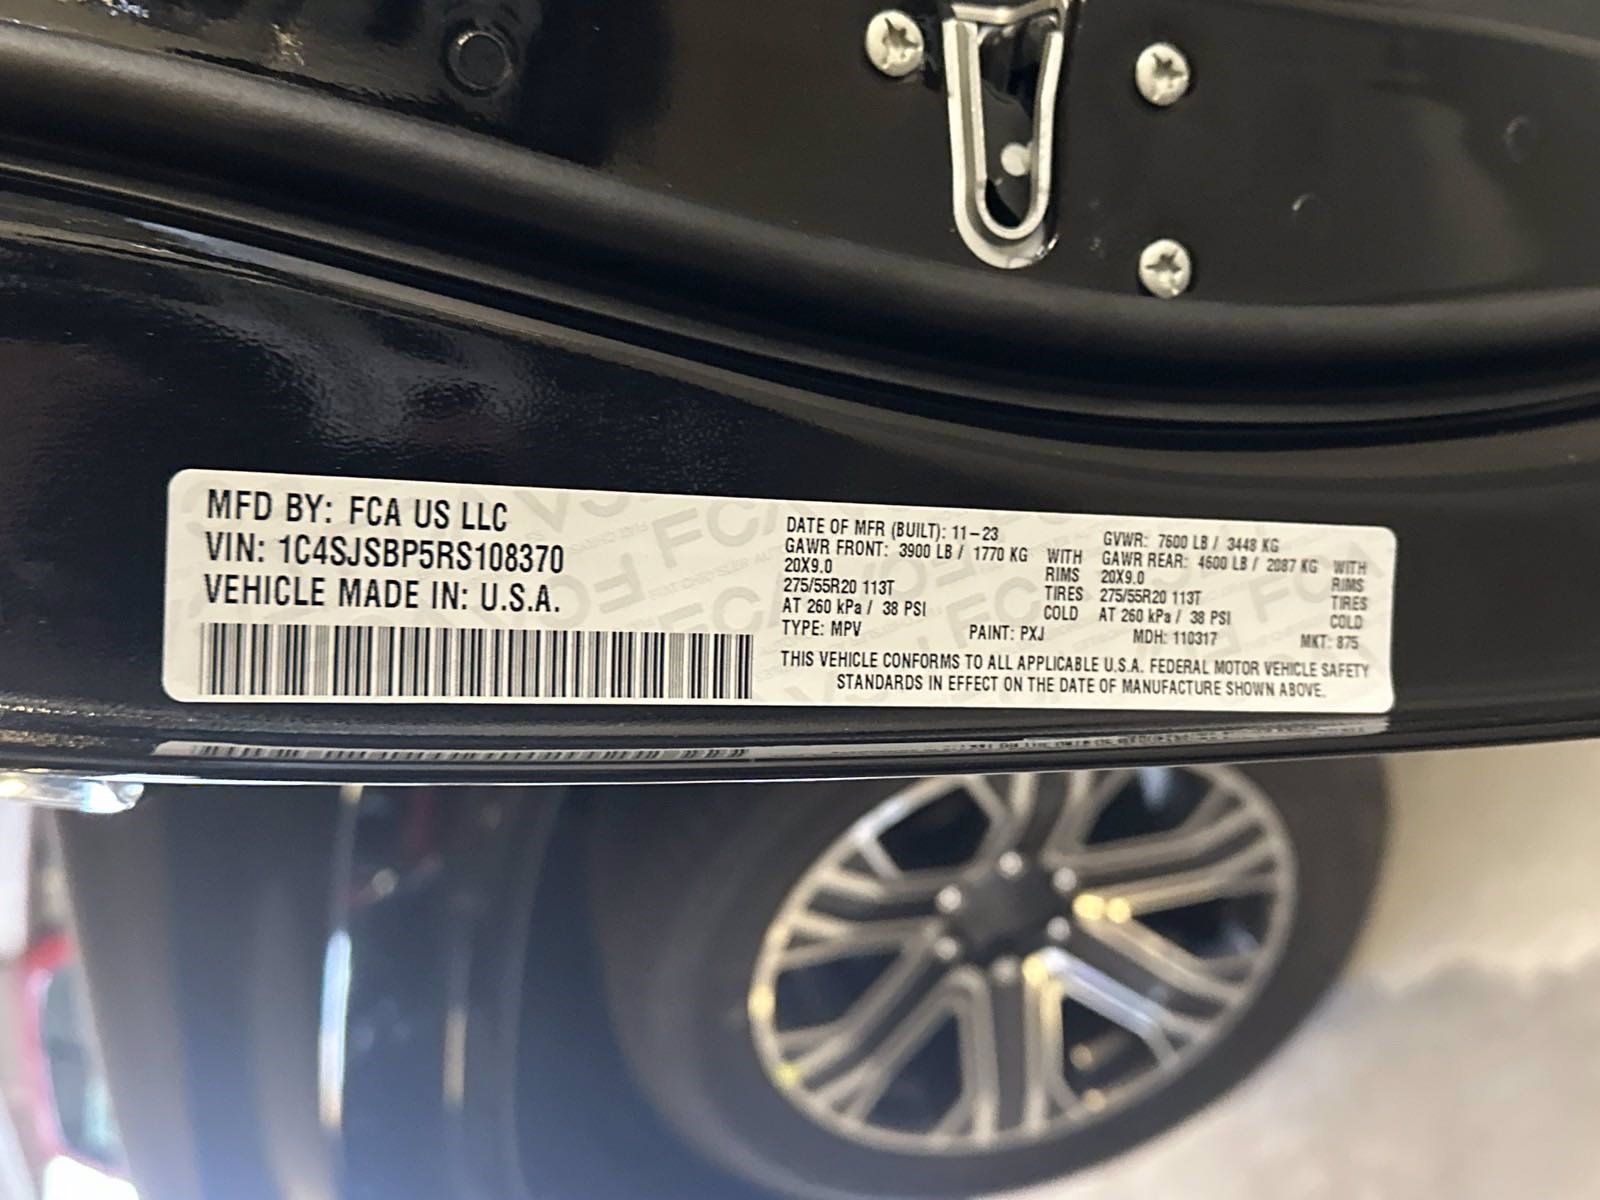 MFD BY: FCA US LLC
VIN: 1C4SJSBP5RS108370
VEHICLE MADE IN: U.S.A.
DATE OF MFR (BUILT): 11-23
GAWR FRONT: 3900 LB / 1770 KG WITH
20X9.0 RIMS
275/55R20 113T TIRES
AT 260 kPa / 38 PSI COLD
TYPE: MPV PAINT: PXJ
GVWR: 7600 LB / 3448 KG
GAWR REAR: 4600 LB / 2087 KG WITH
20X9.0 RIMS
275/55R20 113T TIRES
AT 260 kPa / 38 PSI COLD
MDH: 110317 MKT: 875
THIS VEHICLE CONFORMS TO ALL APPLICABLE U.S.A. FEDERAL MOTOR VEHICLE SAFETY
STANDARDS IN EFFECT ON THE DATE OF MANUFACTURE SHOWN ABOVE.